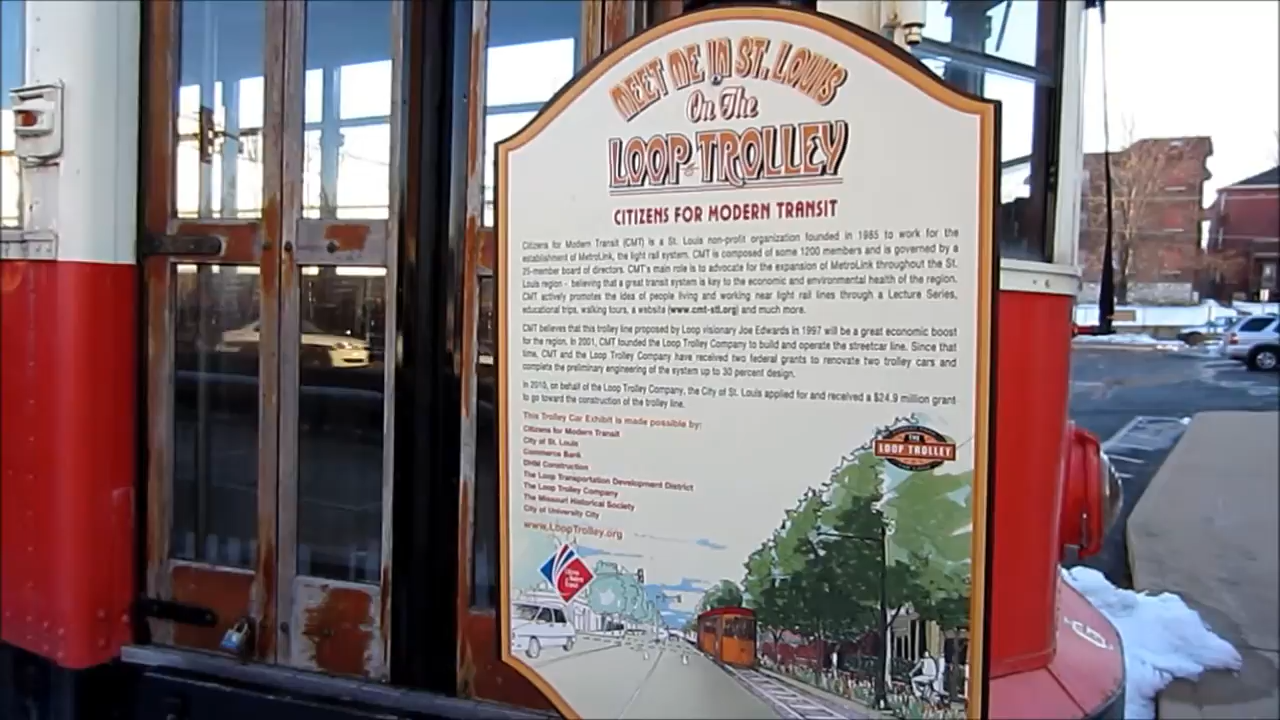 MEET ME IN ST. LOUIS
On The
LOOP TROLLEY
CITIZENS FOR MODERN TRANSIT
Citizens for Modern Transit (CMT) is a St. Louis non-profit organization founded in 1985 to work for the
establishment of MetroLink, the light rail system. CMT is composed of some 1200 members and is governed by a
25-member board of directors. CMT's main role is to advocate for the expansion of MetroLink throughout the St.
Louis region - believing that a great transit system is key to the economic and environmental health of the region.
CMT actively promotes the idea of people living and working near light rail lines through a Lecture Series,
educational trips, walking tours, a website (www.cmt-stl.org) and much more.
CMT believes that this trolley line proposed by Loop visionary Joe Edwards in 1997 will be a great economic boost
for the region. In 2001, CMT founded the Loop Trolley Company to build and operate the streetcar line. Since that
time, CMT and the Loop Trolley Company have received two federal grants to renovate two trolley cars and
complete the preliminary engineering of the system up to 30 percent design.
In 2010, on behalf of the Loop Trolley Company, the City of St. Louis applied for and received a $24.9 million grant
to go toward the construction of the trolley line.
This Trolley Car Exhibit is made possible by:
Citizens for Modern Transit
City of St. Louis
Commerce Bank
DHM Construction
The Loop Transportation Development District
The Loop Trolley Company
The Missouri Historical Society
City of University City
www.LoopTrolley.org
THE
LOOP TROLLEY